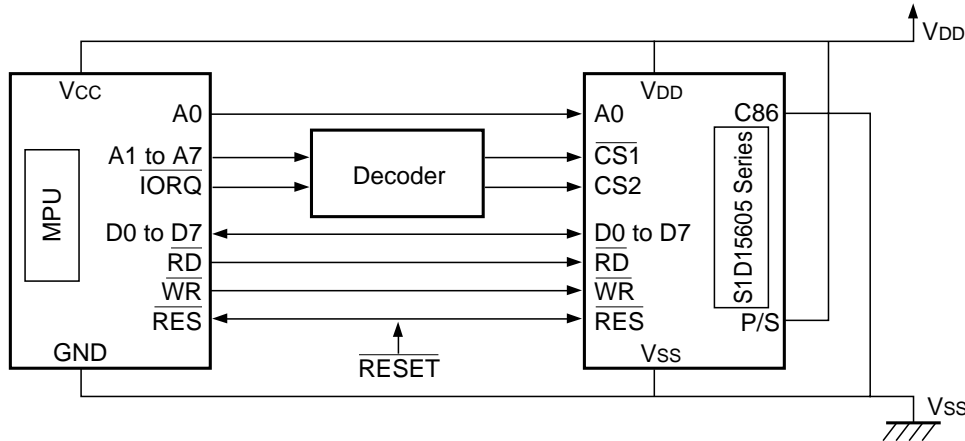 VDD
VCC
A0
A1 to A7
IORQ
D0 to D7
RD
WR
RES
GND
MPU
Decoder
RESET
VDD
A0
C86
CS1
CS2
D0 to D7
RD
WR
RES
P/S
VSS
S1D15605 Series
VSS